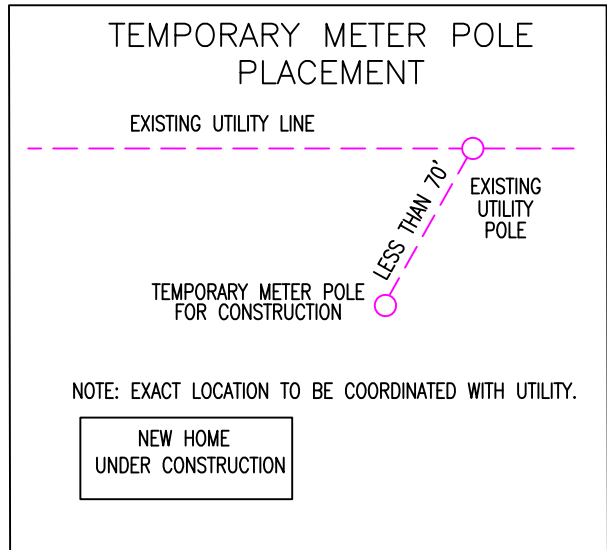 TEMPORARY METER POLE
PLACEMENT
EXISTING UTILITY LINE
LESS THAN 70'
EXISTING
UTILITY
POLE
TEMPORARY METER POLE
FOR CONSTRUCTION
NOTE: EXACT LOCATION TO BE COORDINATED WITH UTILITY.
NEW HOME
UNDER CONSTRUCTION